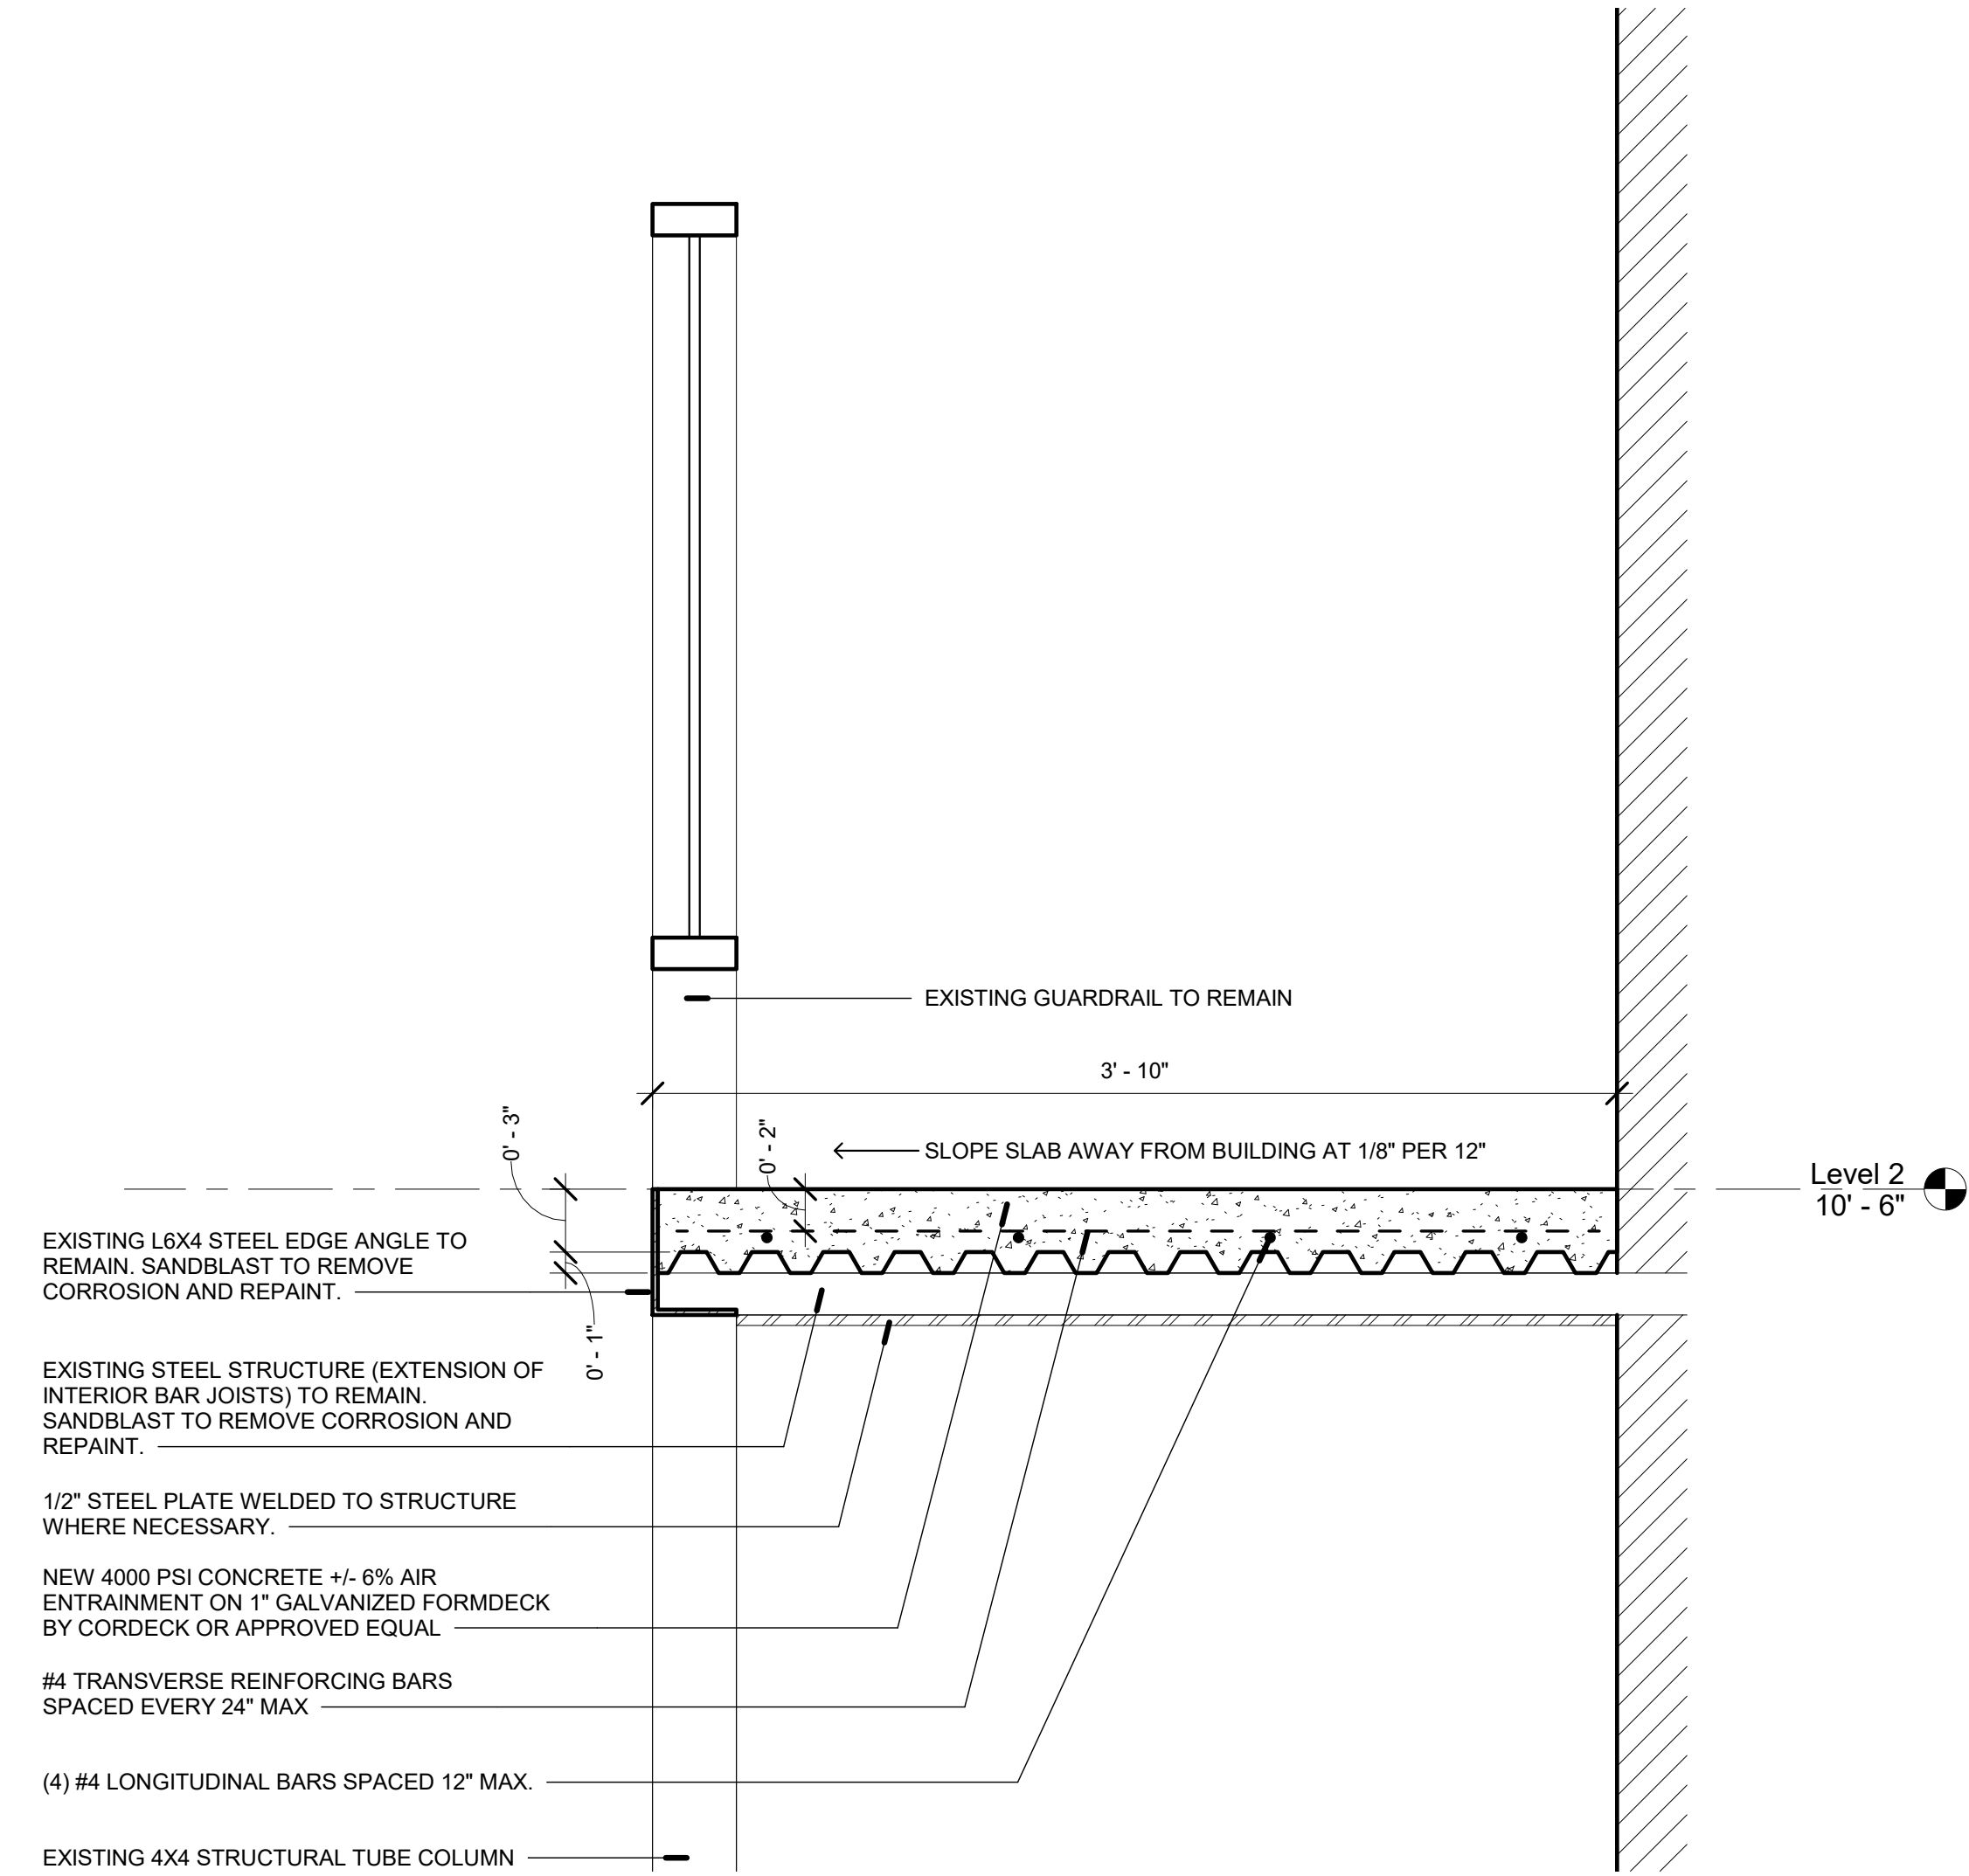 EXISTING GUARDRAIL TO REMAIN
3' - 10"
0' - 3"
0' - 2"
SLOPE SLAB AWAY FROM BUILDING AT 1/8" PER 12"
Level 2
10' - 6"
EXISTING L6X4 STEEL EDGE ANGLE TO
REMAIN. SANDBLAST TO REMOVE
CORROSION AND REPAINT.
0' - 1"
EXISTING STEEL STRUCTURE (EXTENSION OF
INTERIOR BAR JOISTS) TO REMAIN.
SANDBLAST TO REMOVE CORROSION AND
REPAINT.
1/2" STEEL PLATE WELDED TO STRUCTURE
WHERE NECESSARY.
NEW 4000 PSI CONCRETE +/- 6% AIR
ENTRAINMENT ON 1" GALVANIZED FORMDECK
BY CORDECK OR APPROVED EQUAL
#4 TRANSVERSE REINFORCING BARS
SPACED EVERY 24" MAX
(4) #4 LONGITUDINAL BARS SPACED 12" MAX.
EXISTING 4X4 STRUCTURAL TUBE COLUMN